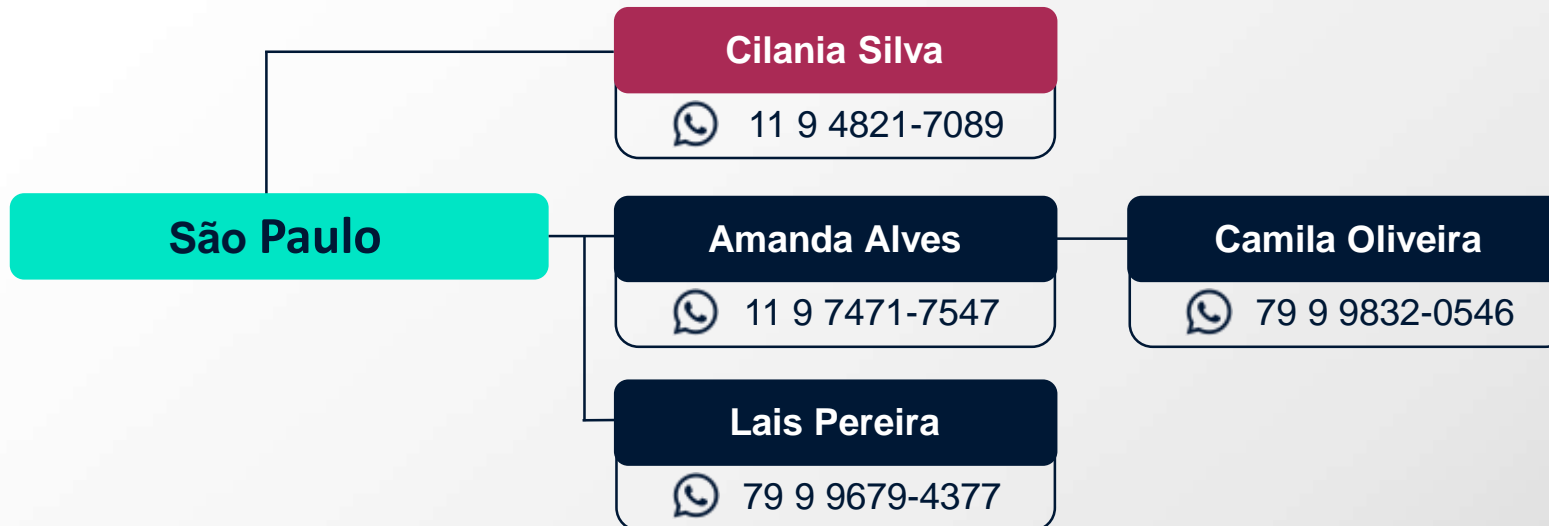 Cilania Silva
11 9 4821-7089
São Paulo
Amanda Alves
11 9 7471-7547
Camila Oliveira
79 9 9832-0546
Lais Pereira
79 9 9679-4377